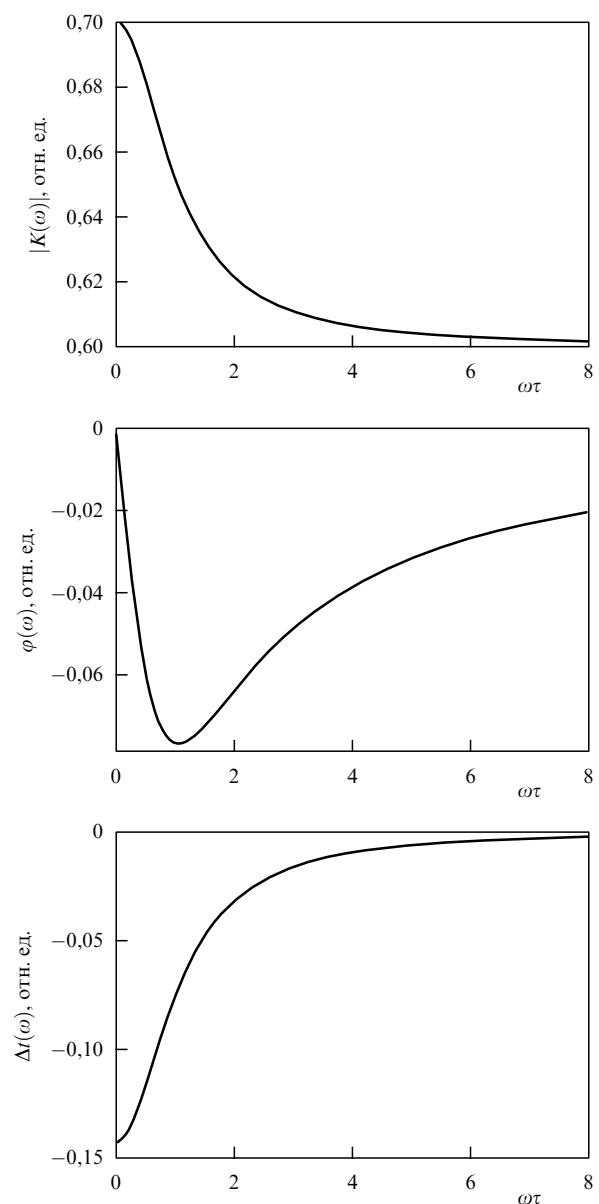 0,70
0,68
0,66
0,64
0,62
0,60
|K(ω)|, отн. ед.
0 2 4 6 8
ωτ
0
−0,02
−0,04
−0,06
φ(ω), отн. ед.
0 2 4 6 8
ωτ
0
−0,05
−0,10
−0,15
Δt(ω), отн. ед.
0 2 4 6 8
ωτ